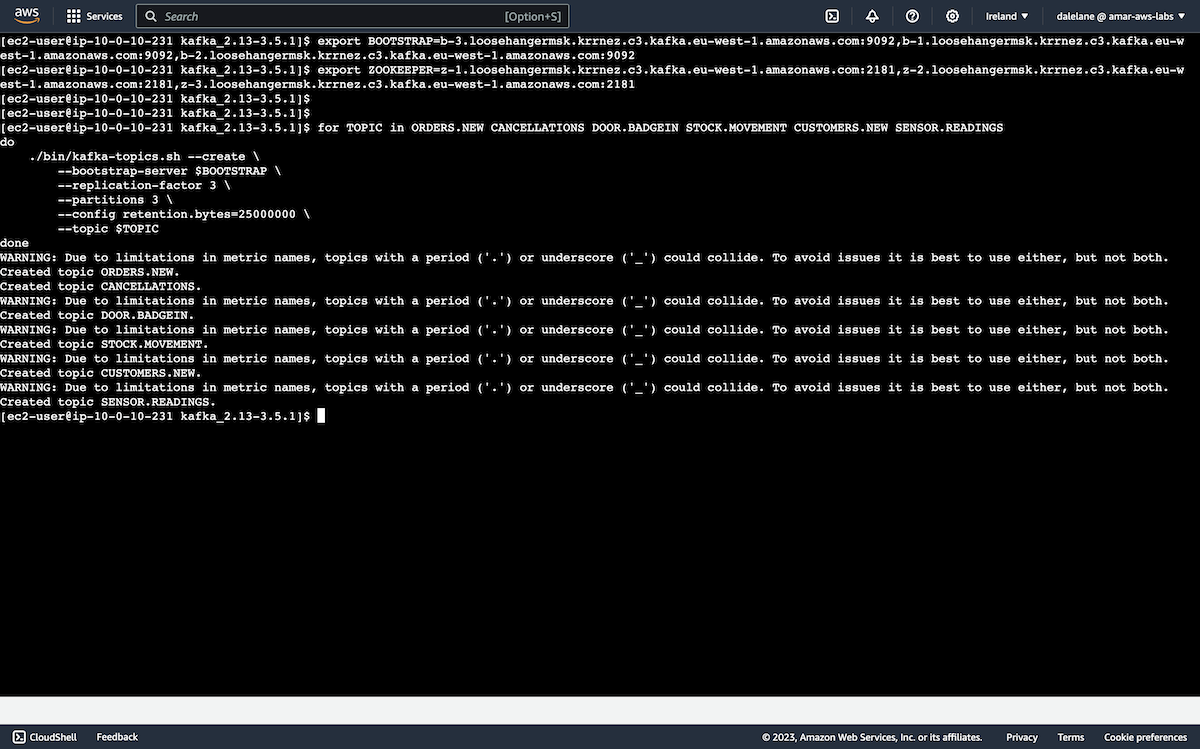 aws Services Search [Option+S] Ireland ▼ dalelane @ amar-aws-labs ▼
[ec2-user@ip-10-0-10-231 kafka_2.13-3.5.1]$ export BOOTSTRAP=b-3.loosehangermsk.krrnez.c3.kafka.eu-west-1.amazonaws.com:9092,b-1.loosehangermsk.krrnez.c3.kafka.eu-w
est-1.amazonaws.com:9092,b-2.loosehangermsk.krrnez.c3.kafka.eu-west-1.amazonaws.com:9092
[ec2-user@ip-10-0-10-231 kafka_2.13-3.5.1]$ export ZOOKEEPER=z-1.loosehangermsk.krrnez.c3.kafka.eu-west-1.amazonaws.com:2181,z-2.loosehangermsk.krrnez.c3.kafka.eu-w
est-1.amazonaws.com:2181,z-3.loosehangermsk.krrnez.c3.kafka.eu-west-1.amazonaws.com:2181
[ec2-user@ip-10-0-10-231 kafka_2.13-3.5.1]$
[ec2-user@ip-10-0-10-231 kafka_2.13-3.5.1]$
[ec2-user@ip-10-0-10-231 kafka_2.13-3.5.1]$ for TOPIC in ORDERS.NEW CANCELLATIONS DOOR.BADGEIN STOCK.MOVEMENT CUSTOMERS.NEW SENSOR.READINGS
do
    ./bin/kafka-topics.sh --create \
        --bootstrap-server $BOOTSTRAP \
        --replication-factor 3 \
        --partitions 3 \
        --config retention.bytes=25000000 \
        --topic $TOPIC
done
WARNING: Due to limitations in metric names, topics with a period ('.') or underscore ('_') could collide. To avoid issues it is best to use either, but not both.
Created topic ORDERS.NEW.
Created topic CANCELLATIONS.
WARNING: Due to limitations in metric names, topics with a period ('.') or underscore ('_') could collide. To avoid issues it is best to use either, but not both.
Created topic DOOR.BADGEIN.
WARNING: Due to limitations in metric names, topics with a period ('.') or underscore ('_') could collide. To avoid issues it is best to use either, but not both.
Created topic STOCK.MOVEMENT.
WARNING: Due to limitations in metric names, topics with a period ('.') or underscore ('_') could collide. To avoid issues it is best to use either, but not both.
Created topic CUSTOMERS.NEW.
WARNING: Due to limitations in metric names, topics with a period ('.') or underscore ('_') could collide. To avoid issues it is best to use either, but not both.
Created topic SENSOR.READINGS.
[ec2-user@ip-10-0-10-231 kafka_2.13-3.5.1]$
CloudShell Feedback © 2023, Amazon Web Services, Inc. or its affiliates. Privacy Terms Cookie preferences